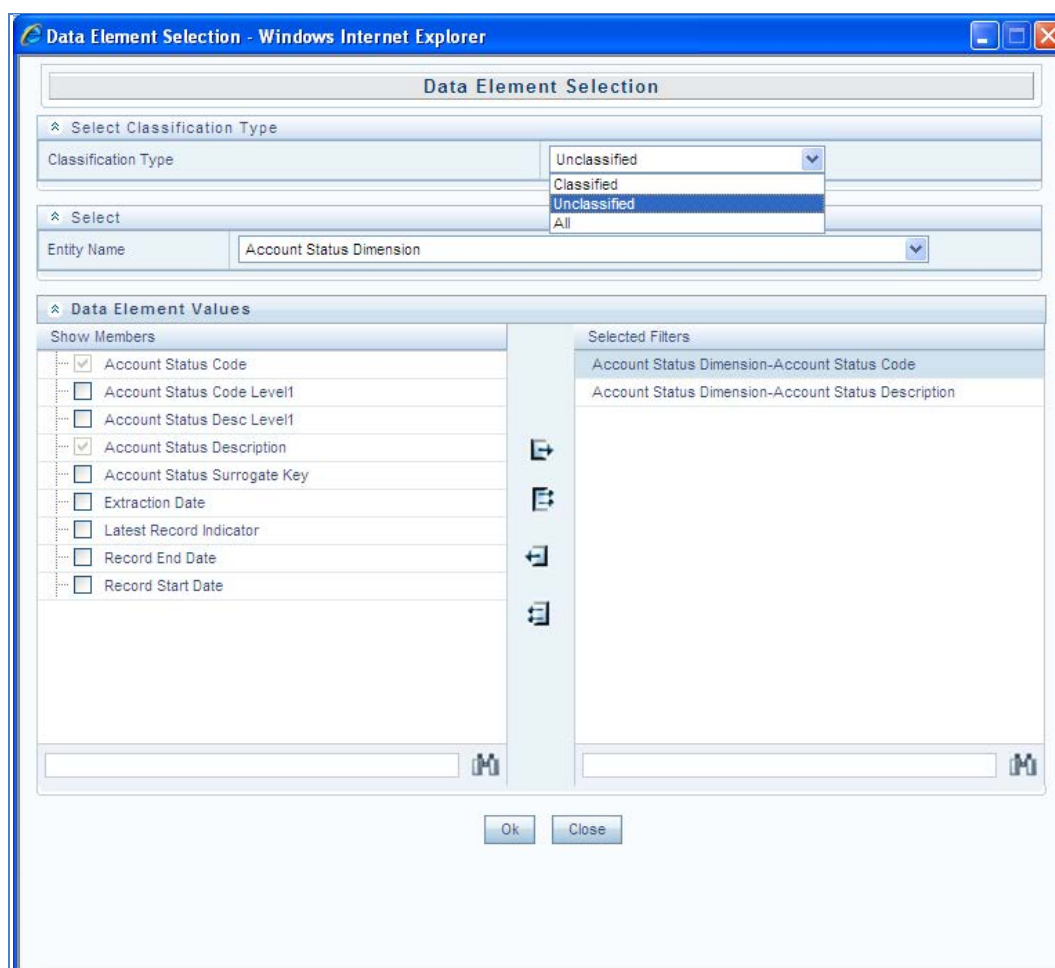 Data Element Selection - Windows Internet Explorer
Data Element Selection
Select Classification Type
Classification Type
Unclassified
Classified
Unclassified
All
Select
Entity Name
Account Status Dimension
Data Element Values
Show Members
Selected Filters
Account Status Code
Account Status Dimension-Account Status Code
Account Status Code Level1
Account Status Dimension-Account Status Description
Account Status Desc Level1
Account Status Description
Account Status Surrogate Key
Extraction Date
Latest Record Indicator
Record End Date
Record Start Date
Ok
Close